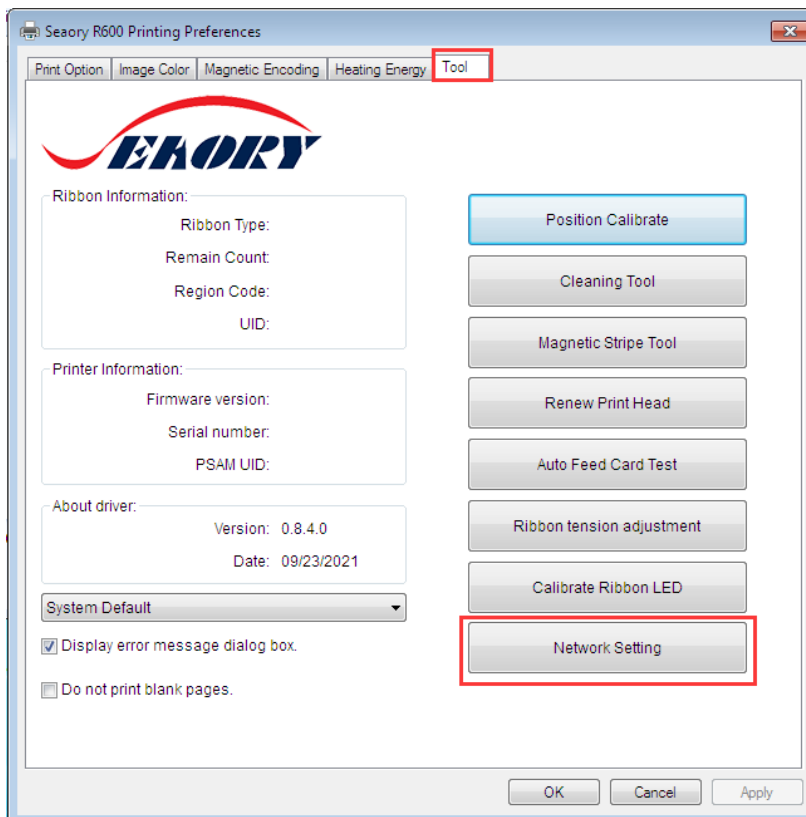 Seaory R600 Printing Preferences
Print Option Image Color Magnetic Encoding Heating Energy Tool
SEAORY
Ribbon Information:
Ribbon Type:
Remain Count:
Region Code:
UID:
Printer Information:
Firmware version:
Serial number:
PSAM UID:
About driver:
Version: 0.8.4.0
Date: 09/23/2021
System Default
Display error message dialog box.
Do not print blank pages.
Position Calibrate
Cleaning Tool
Magnetic Stripe Tool
Renew Print Head
Auto Feed Card Test
Ribbon tension adjustment
Calibrate Ribbon LED
Network Setting
OK Cancel Apply